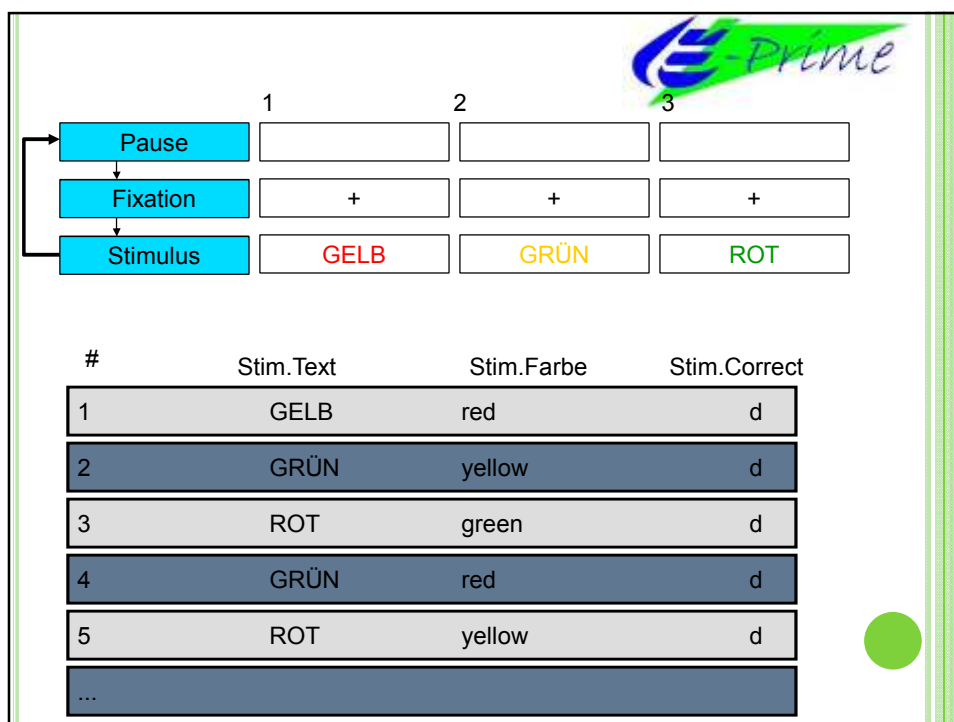 E-Prime
1 2 3
Pause
Fixation + + +
Stimulus GELB GRÜN ROT
# Stim.Text Stim.Farbe Stim.Correct
1 GELB red d
2 GRÜN yellow d
3 ROT green d
4 GRÜN red d
5 ROT yellow d
...